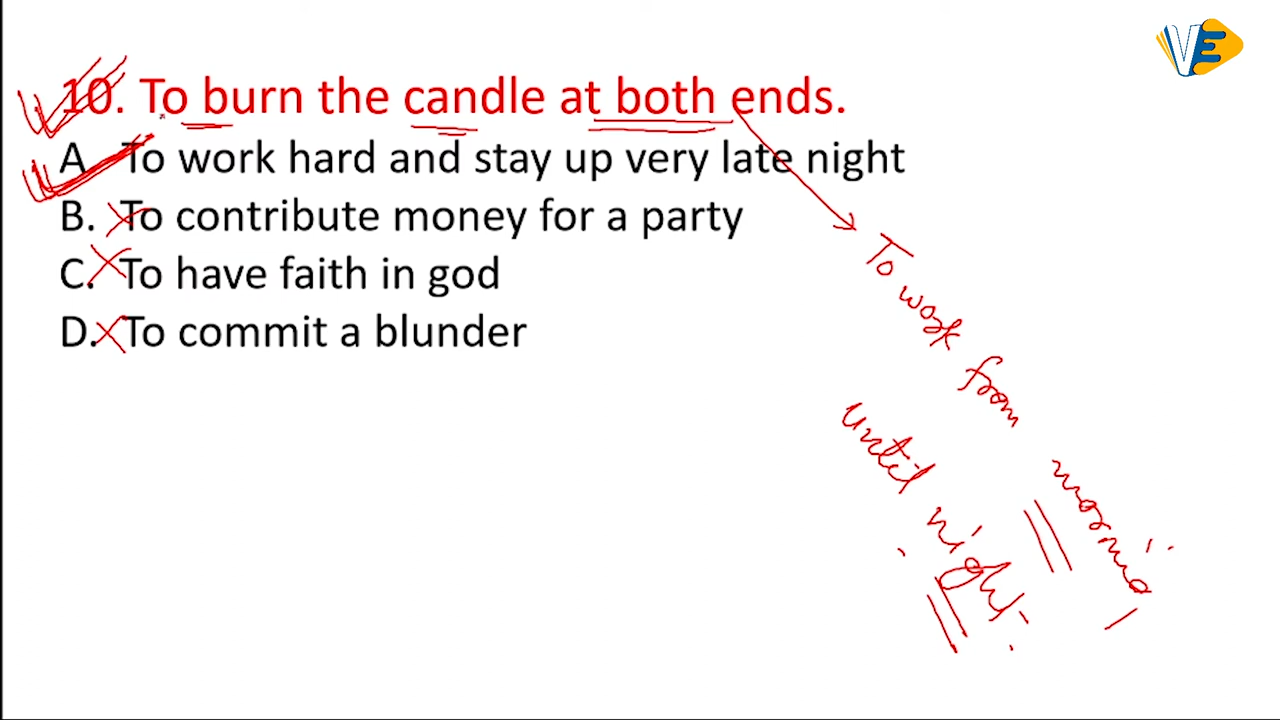 VE
10. To burn the candle at both ends.
A To work hard and stay up very late night
B. To contribute money for a party
C. To have faith in god
D. To commit a blunder
To work from morning
until night.